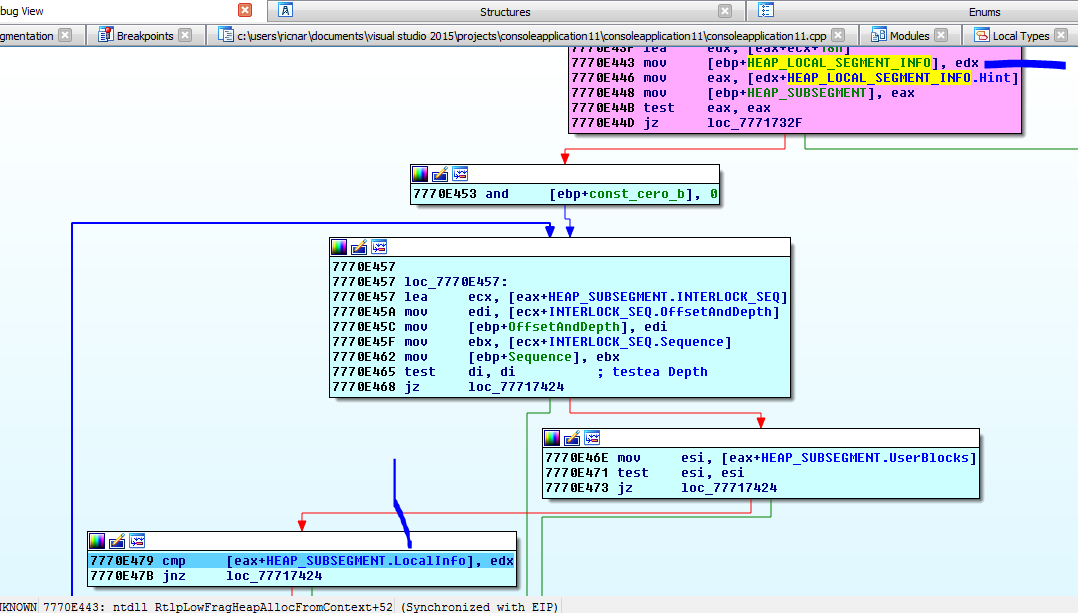 bug View
Structures
Enums
gmentation
Breakpoints
c:\users\ricnar\documents\visual studio 2015\projects\consoleapplication11\consoleapplication11\consoleapplication11.cpp
Modules
Local Types
7770E43F lea edx, [eax+ecx+18h]
7770E443 mov [ebp+HEAP_LOCAL_SEGMENT_INFO], edx
7770E446 mov eax, [edx+HEAP_LOCAL_SEGMENT_INFO.Hint]
7770E448 mov [ebp+HEAP_SUBSEGMENT], eax
7770E44B test eax, eax
7770E44D jz loc_7771732F
7770E453 and [ebp+const_cero_b], 0
7770E457
7770E457 loc_7770E457:
7770E457 lea ecx, [eax+HEAP_SUBSEGMENT.INTERLOCK_SEQ]
7770E45A mov edi, [ecx+INTERLOCK_SEQ.OffsetAndDepth]
7770E45C mov [ebp+OffsetAndDepth], edi
7770E45F mov ebx, [ecx+INTERLOCK_SEQ.Sequence]
7770E462 mov [ebp+Sequence], ebx
7770E465 test di, di ; testea Depth
7770E468 jz loc_77717424
7770E46E mov esi, [eax+HEAP_SUBSEGMENT.UserBlocks]
7770E471 test esi, esi
7770E473 jz loc_77717424
7770E479 cmp [eax+HEAP_SUBSEGMENT.LocalInfo], edx
7770E47B jnz loc_77717424
KNOWN 7770E443: ntdll RtlpLowFragHeapAllocFromContext+52 (Synchronized with EIP)